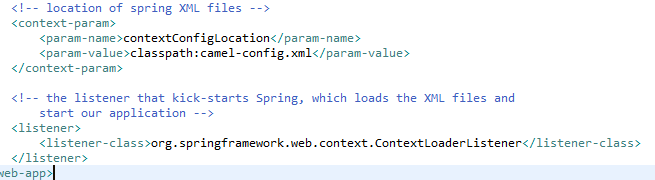 <!-- location of spring XML files -->
<context-param>
<param-name>contextConfigLocation</param-name>
<param-value>classpath:camel-config.xml</param-value>
</context-param>
<!-- the listener that kick-starts Spring, which loads the XML files and
start our application -->
<listener>
<listener-class>org.springframework.web.context.ContextLoaderListener</listener-class>
</listener>
web-app>